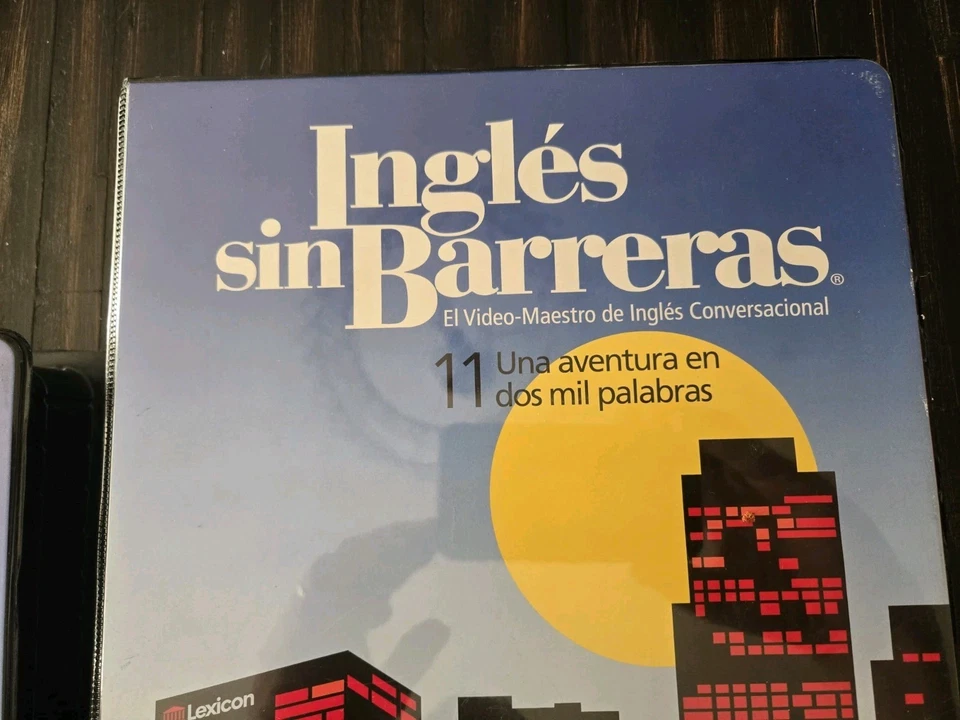 Inglés
sin Barreras®
El Video-Maestro de Inglés Conversacional
11 Una aventura en
dos mil palabras
Lexicon